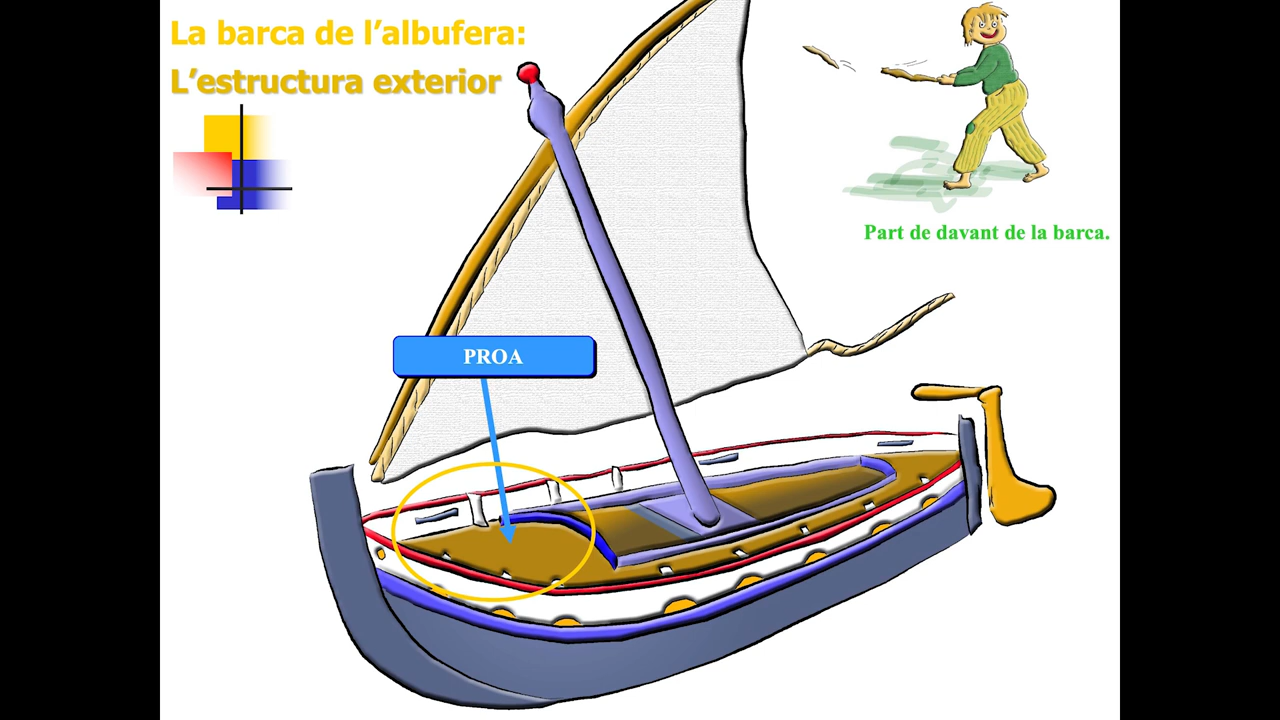 La barca de l’albufera:
L’estructura exterior
Part de davant de la barca.
PROA